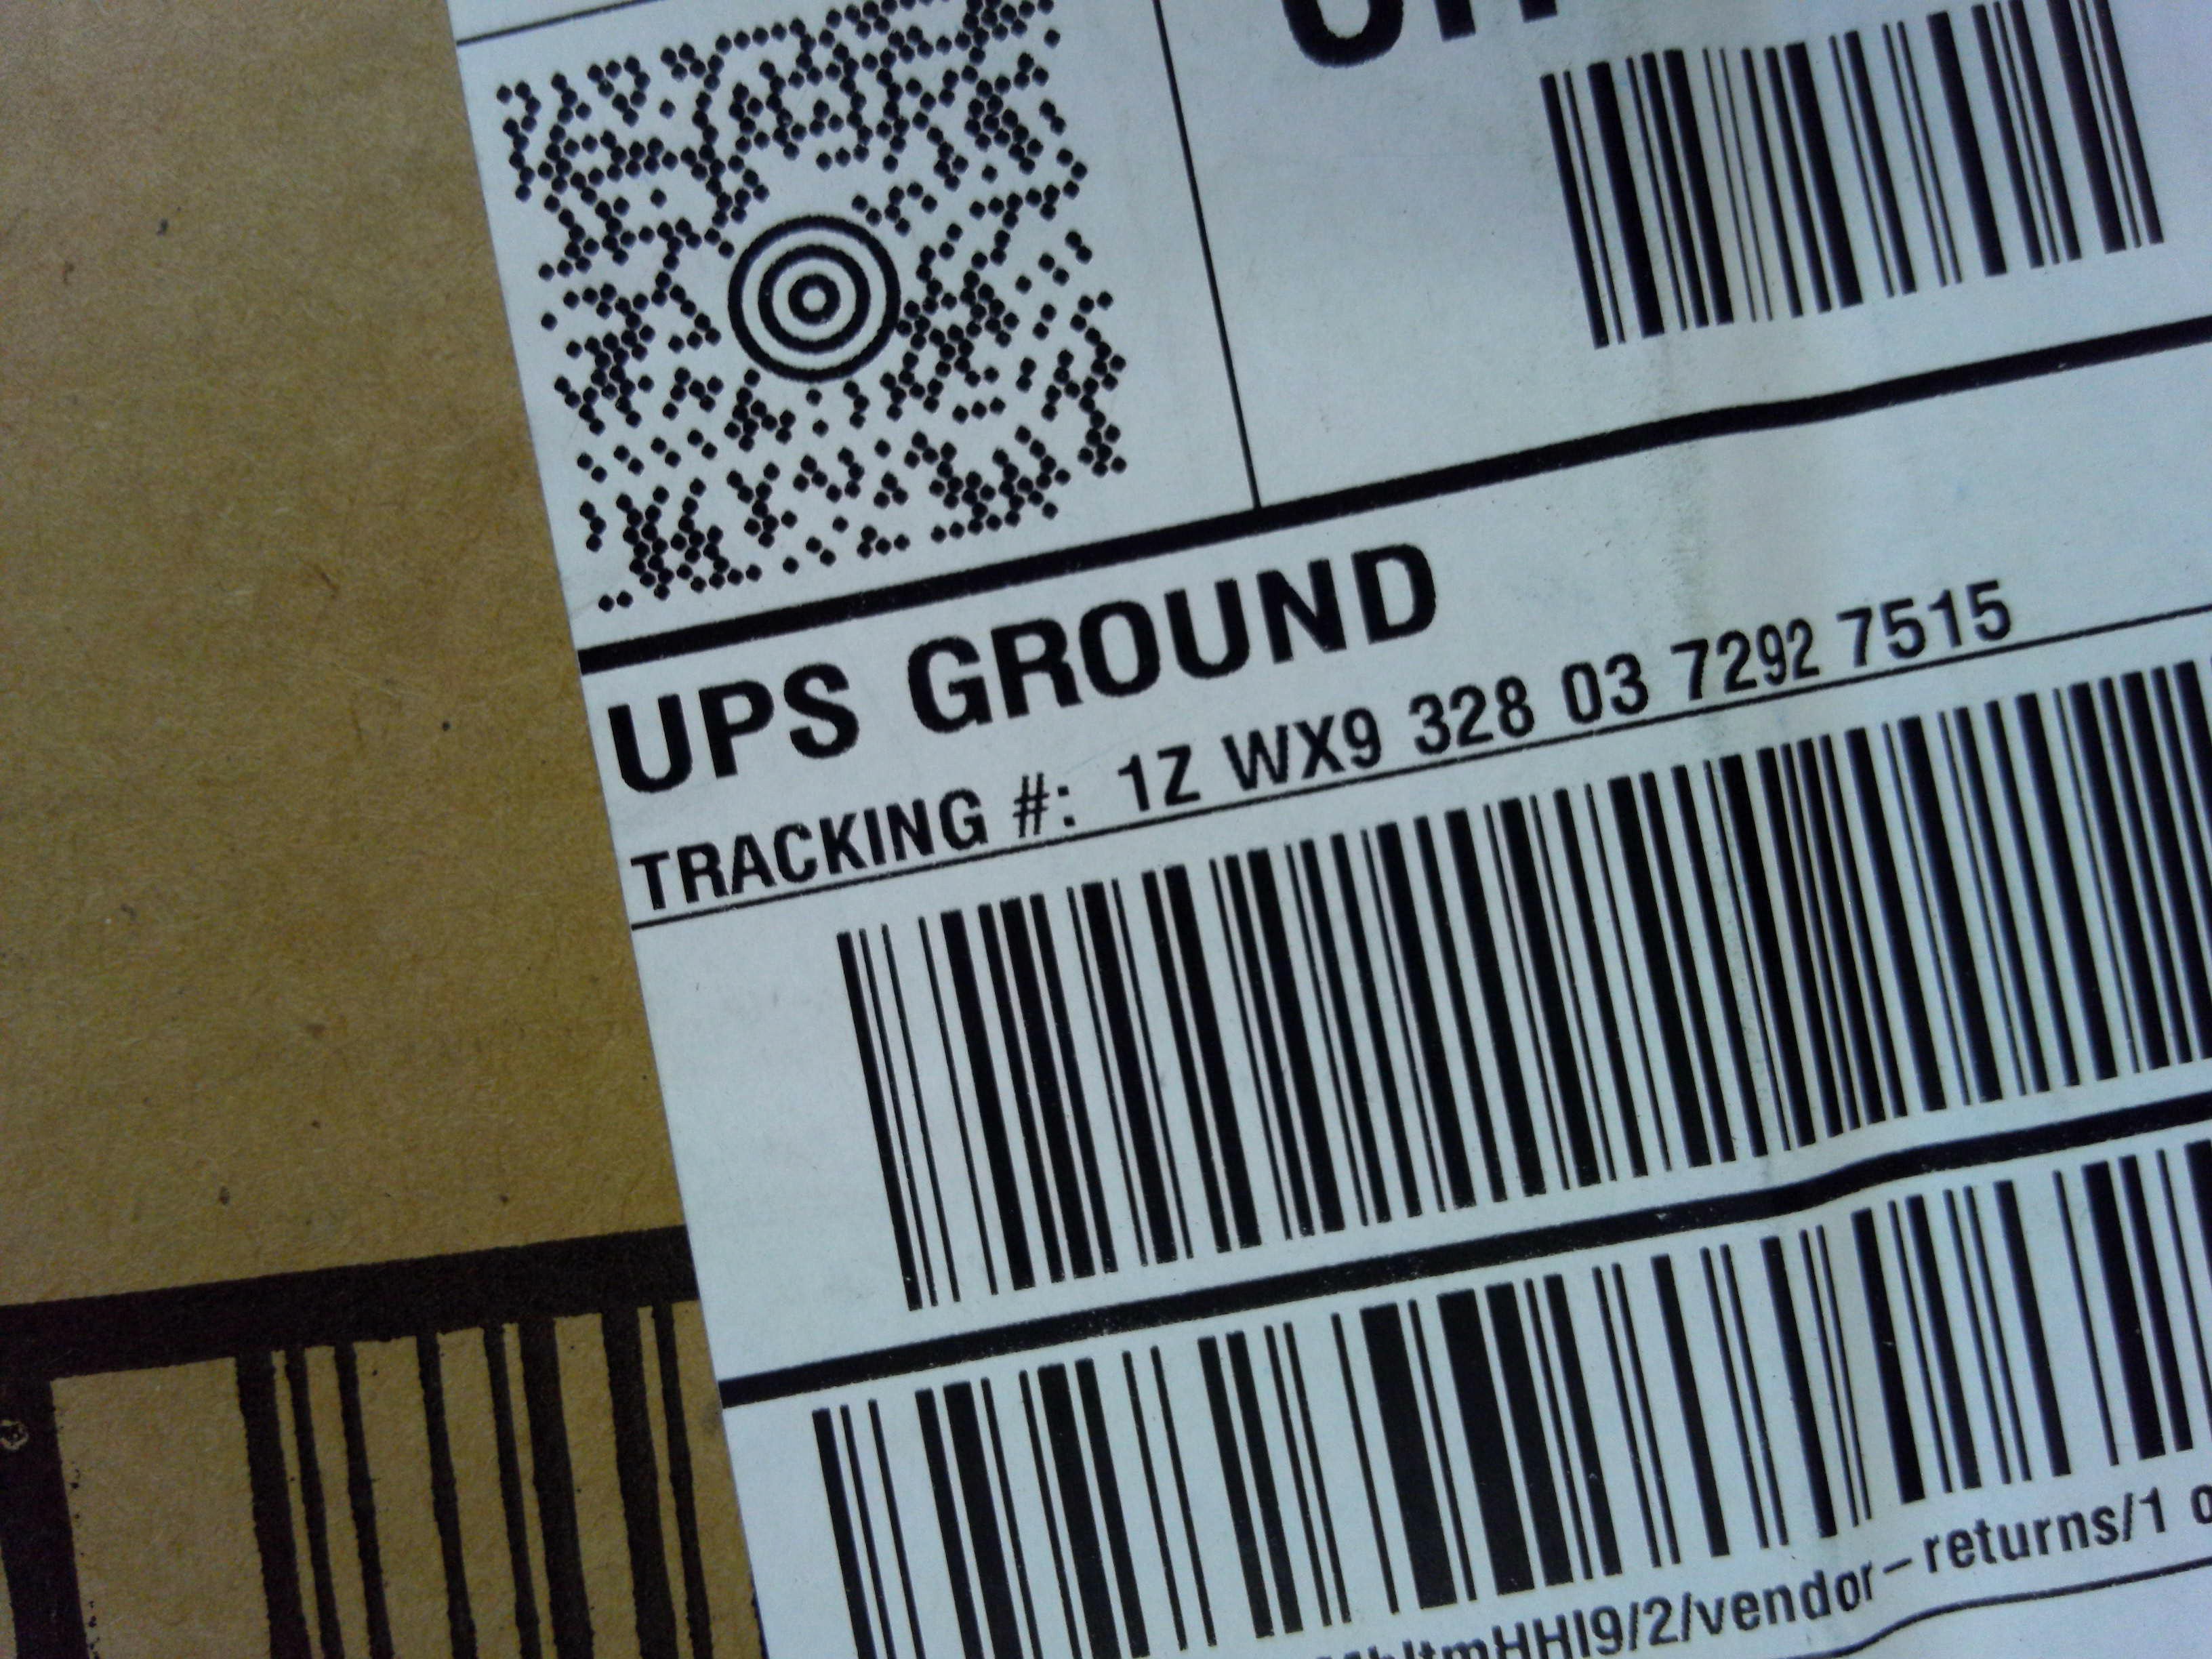 UPS GROUND
TRACKING #: 1Z WX9 328 03 7292 7515
/2/vendor-returns/1